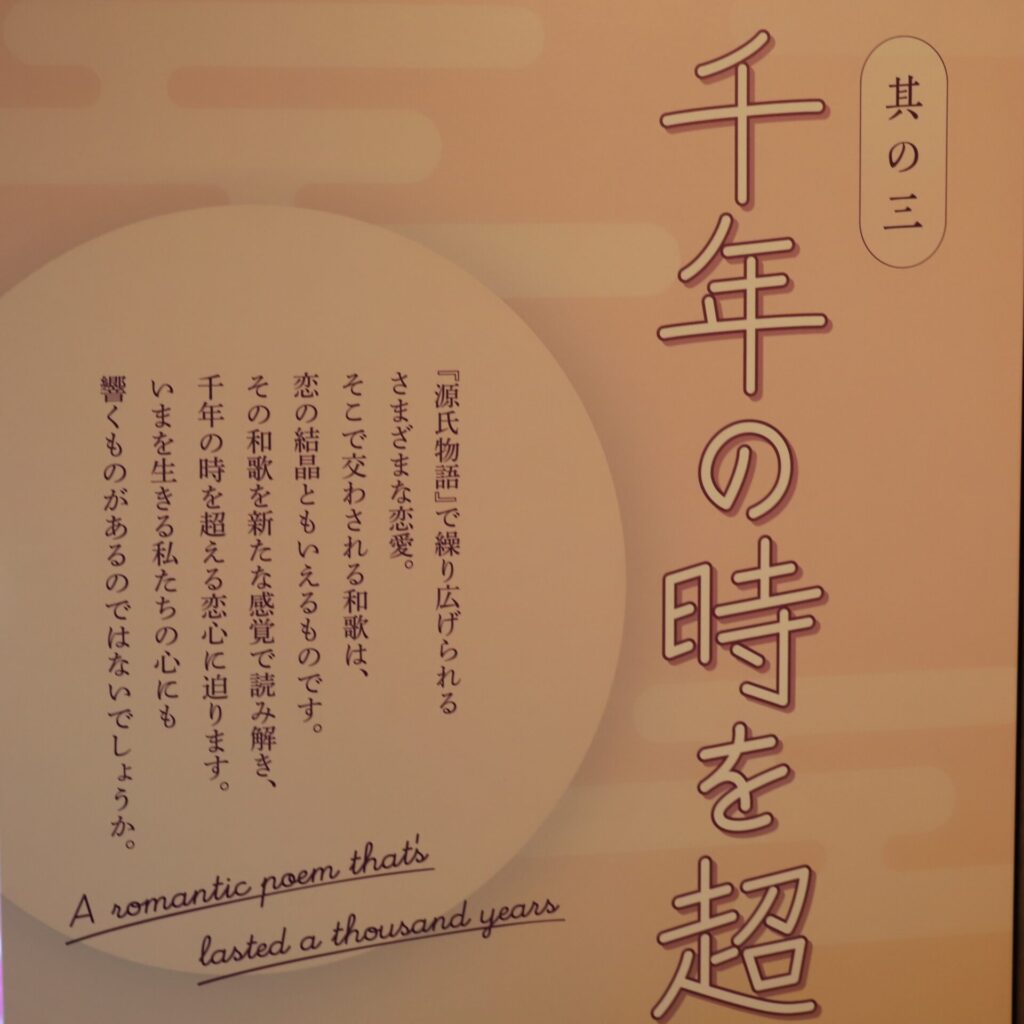 其の三
千年の時を超
『源氏物語』で繰り広げられる
さまざまな恋愛。
そこで交わされる和歌は、
恋の結晶ともいえるものです。
その和歌を新たな感覚で読み解き、
千年の時を超える恋心に迫ります。
いまを生きる私たちの心にも
響くものがあるのではないでしょうか。
A romantic poem that's
lasted a thousand years